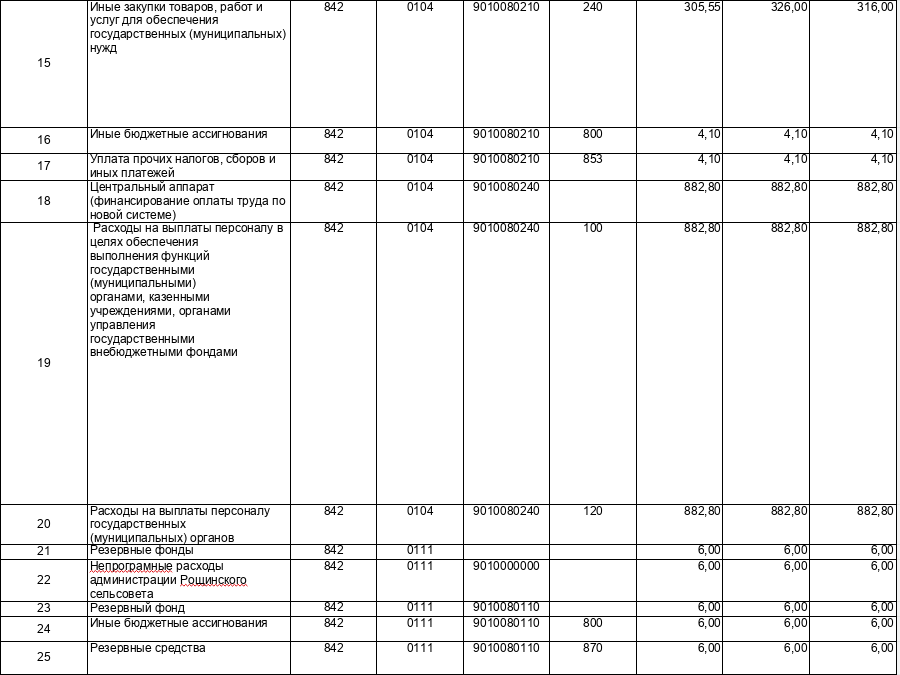 15 Иные закупки товаров, работ и 842 0104 9010080210 240 305,55 326,00 316,00
услуг для обеспечения
государственных (муниципальных)
нужд
16 Иные бюджетные ассигнования 842 0104 9010080210 800 4,10 4,10 4,10
17 Уплата прочих налогов, сборов и 842 0104 9010080210 853 4,10 4,10 4,10
иных платежей
18 Центральный аппарат 842 0104 9010080240 882,80 882,80 882,80
(финансирование оплаты труда по
новой системе)
19 Расходы на выплаты персоналу в 842 0104 9010080240 100 882,80 882,80 882,80
целях обеспечения
выполнения функций
государственными
(муниципальными)
органами, казенными
учреждениями, органами
управления
государственными
внебюджетными фондами
20 Расходы на выплаты персоналу 842 0104 9010080240 120 882,80 882,80 882,80
государственных
(муниципальных) органов
21 Резервные фонды 842 0111 6,00 6,00 6,00
22 Непрограмные расходы 842 0111 9010000000 6,00 6,00 6,00
администрации Рощинского
сельсовета
23 Резервный фонд 842 0111 9010080110 6,00 6,00 6,00
24 Иные бюджетные ассигнования 842 0111 9010080110 800 6,00 6,00 6,00
25 Резервные средства 842 0111 9010080110 870 6,00 6,00 6,00